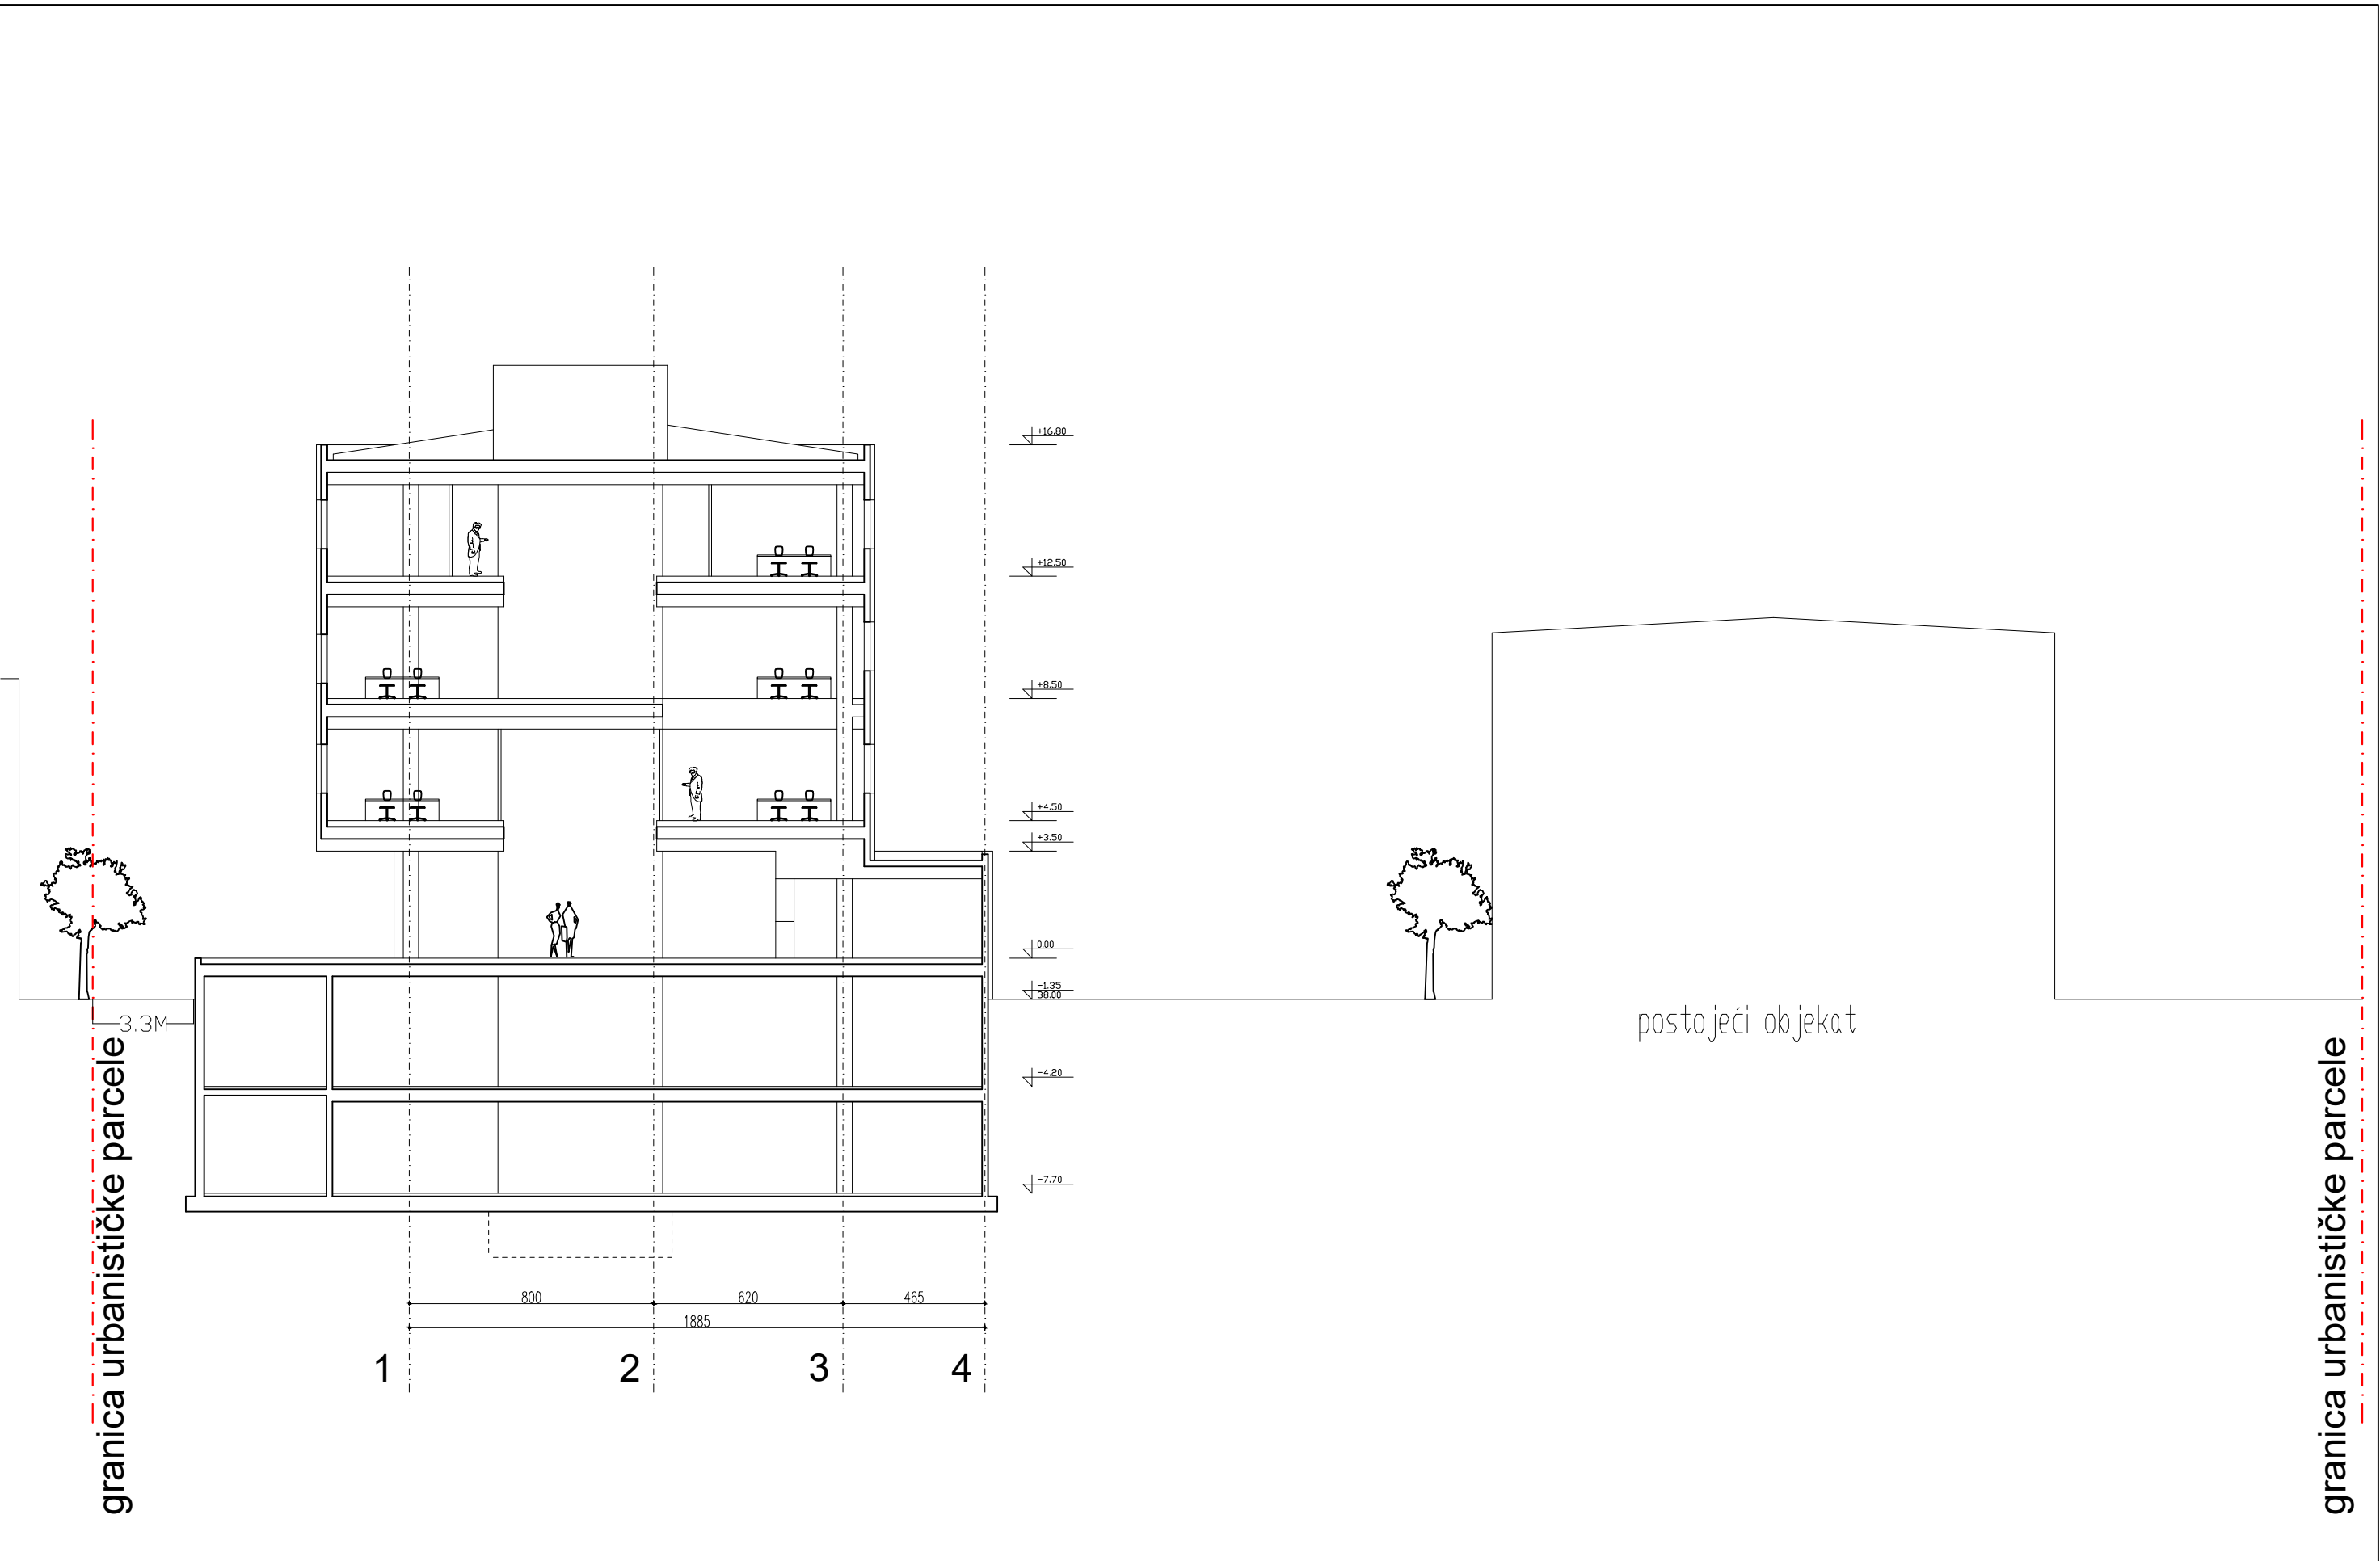 +16.80
+12.50
+8.50
+4.50
+3.50
0.00
-1.35
38.00
3.3M
postojeći objekat
granica urbanističke parcele
granica urbanističke parcele
-4.20
-7.70
800 620 465
1885
1 2 3 4